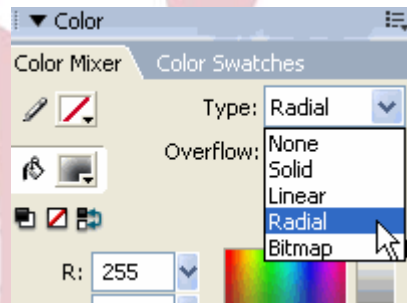 Color
Color Mixer Color Swatches
Type: Radial
Overflow:
None
Solid
Linear
Radial
Bitmap
R: 255